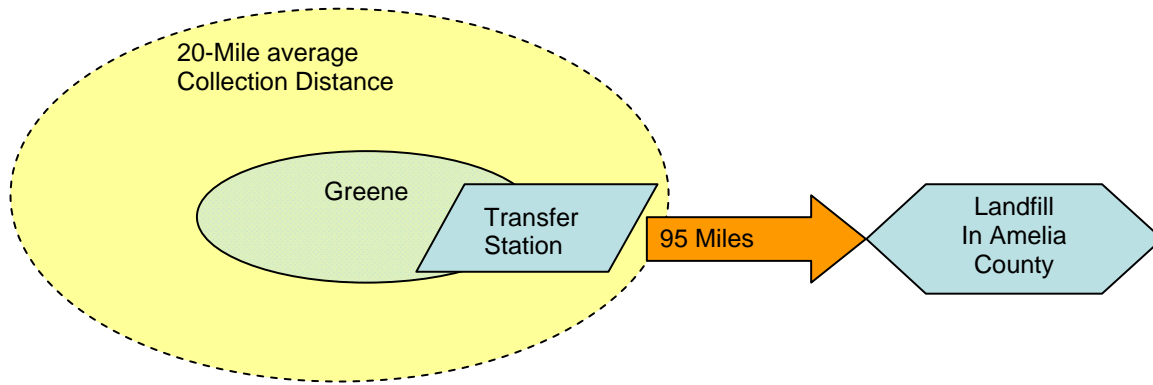 20-Mile average
Collection Distance
Greene
Transfer
Station
95 Miles
Landfill
In Amelia
County